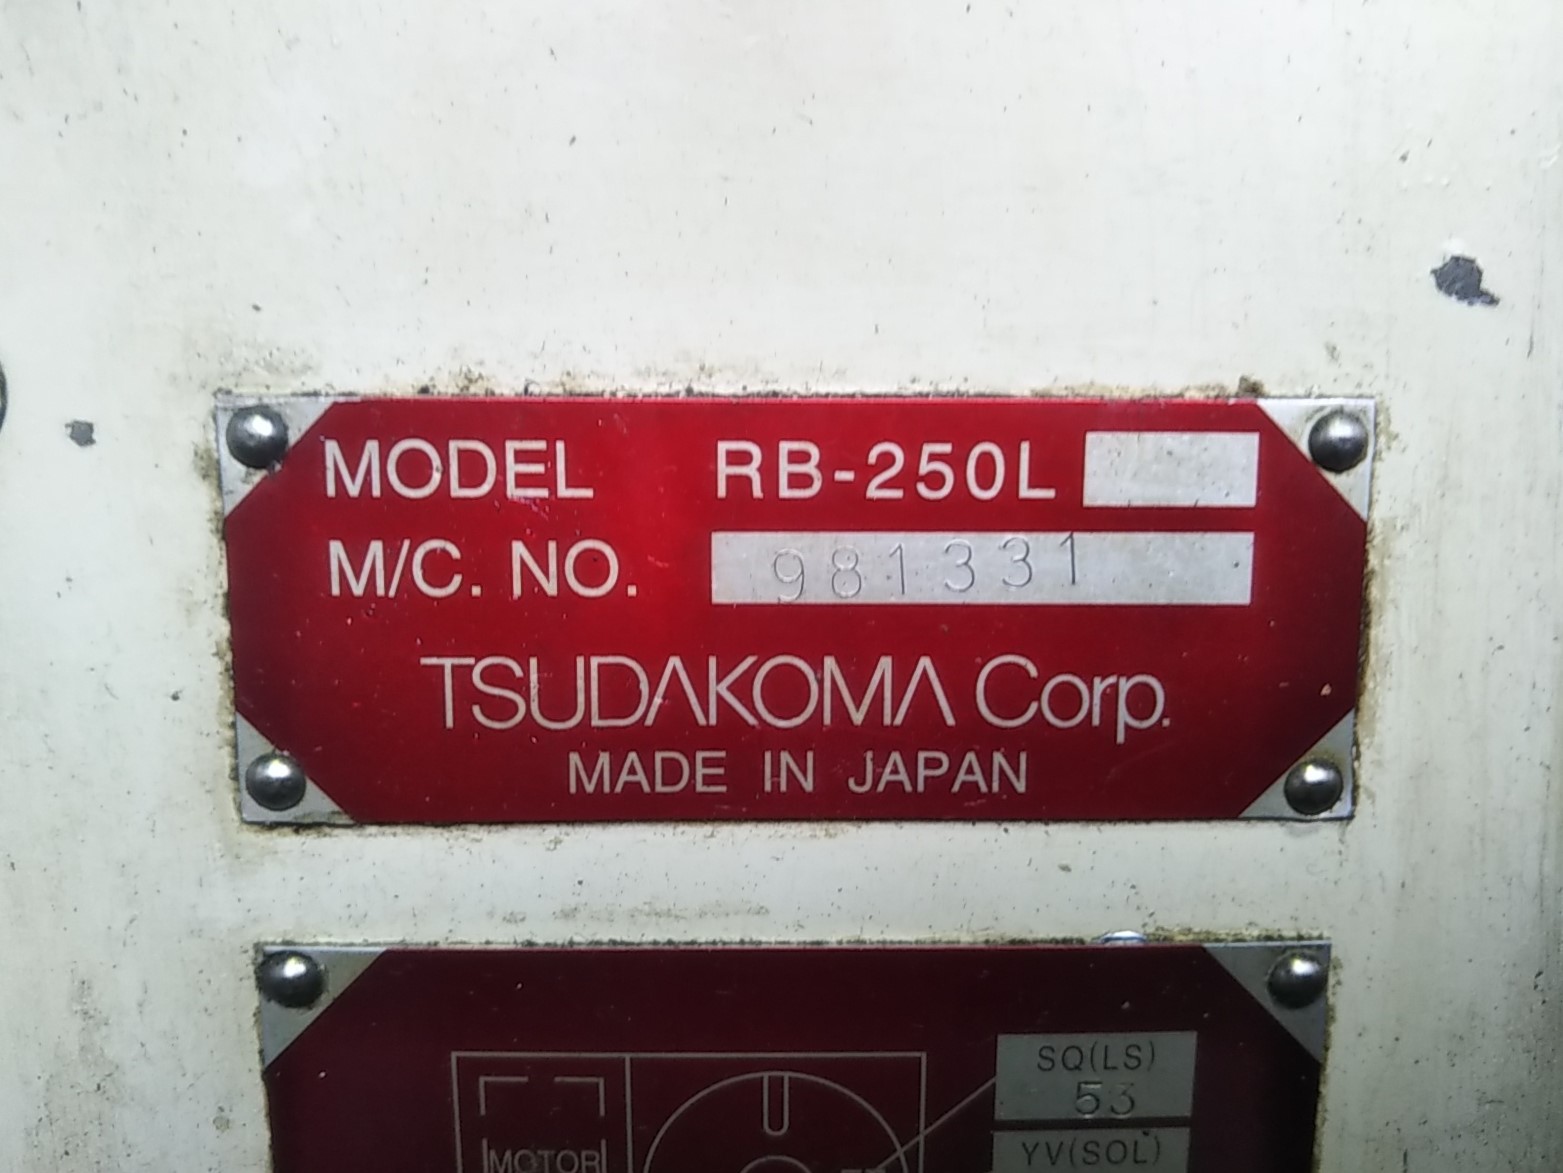 MODEL RB-250L
M/C. NO. 981331
TSUDAKOMA Corp.
MADE IN JAPAN
SQ(LS)
53
YV(SOL)
MOTOR